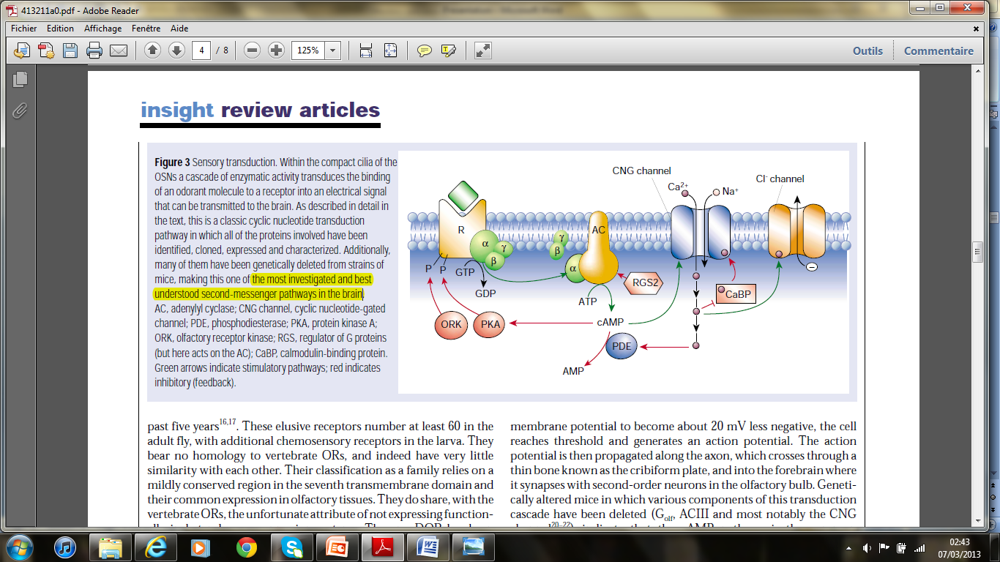 413211a0.pdf - Adobe Reader
Fichier Edition Affichage Fenêtre Aide
4 / 8 125% Outils Commentaire
insight review articles
Figure 3 Sensory transduction. Within the compact cilia of the
OSNs a cascade of enzymatic activity transduces the binding
of an odorant molecule to a receptor into an electrical signal
that can be transmitted to the brain. As described in detail in
the text, this is a classic cyclic nucleotide transduction
pathway in which all of the proteins involved have been
identified, cloned, expressed and characterized. Additionally,
many of them have been genetically deleted from strains of
mice, making this one of the most investigated and best
understood second-messenger pathways in the brain.
AC, adenylyl cyclase; CNG channel, cyclic nucleotide-gated
channel; PDE, phosphodiesterase; PKA, protein kinase A;
ORK, olfactory receptor kinase; RGS, regulator of G proteins
(but here acts on the AC); CaBP, calmodulin-binding protein.
Green arrows indicate stimulatory pathways; red indicates
inhibitory (feedback).
CNG channel
Cl⁻ channel
Ca²⁺
Na⁺
R
α
γ
β
γ
β
α
AC
P P
GTP
GDP
RGS2
CaBP
ATP
cAMP
ORK
PKA
PDE
AMP
past five years16,17. These elusive receptors number at least 60 in the
adult fly, with additional chemosensory receptors in the larva. They
bear no homology to vertebrate ORs, and indeed have very little
similarity with each other. Their classification as a family relies on a
mildly conserved region in the seventh transmembrane domain and
their common expression in olfactory tissues. They do share, with the
vertebrate ORs, the unfortunate attribute of not expressing function-
membrane potential to become about 20 mV less negative, the cell
reaches threshold and generates an action potential. The action
potential is then propagated along the axon, which crosses through a
thin bone known as the cribiform plate, and into the forebrain where
it synapses with second-order neurons in the olfactory bulb. Geneti-
cally altered mice in which various components of this transduction
cascade have been deleted (Golf, ACIII and most notably the CNG
02:43
07/03/2013